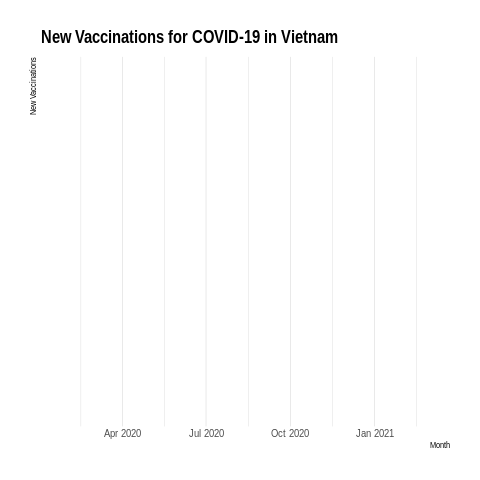 New Vaccinations for COVID-19 in Vietnam
New Vaccinations
Apr 2020 Jul 2020 Oct 2020 Jan 2021
Month